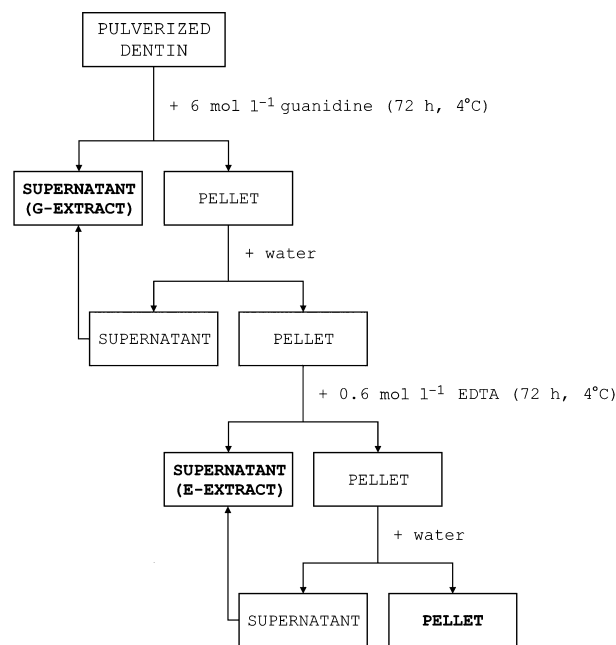 PULVERIZED
DENTIN
+ 6 mol l⁻¹ guanidine (72 h, 4°C)
SUPERNATANT
(G-EXTRACT)
PELLET
+ water
SUPERNATANT
PELLET
+ 0.6 mol l⁻¹ EDTA (72 h, 4°C)
SUPERNATANT
(E-EXTRACT)
PELLET
+ water
SUPERNATANT
PELLET